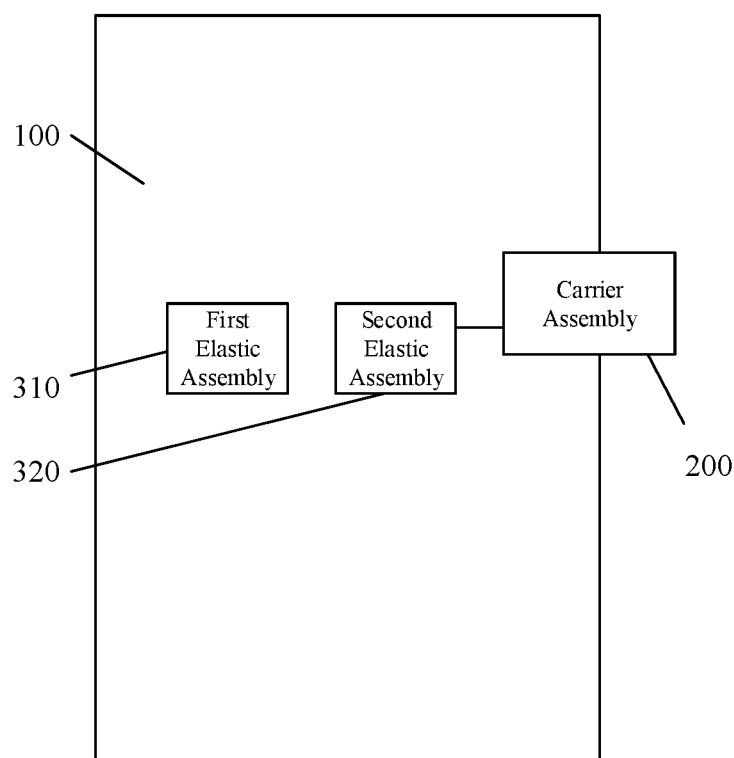 100
Carrier
Assembly
First
Elastic
Assembly
Second
Elastic
Assembly
310
320
200